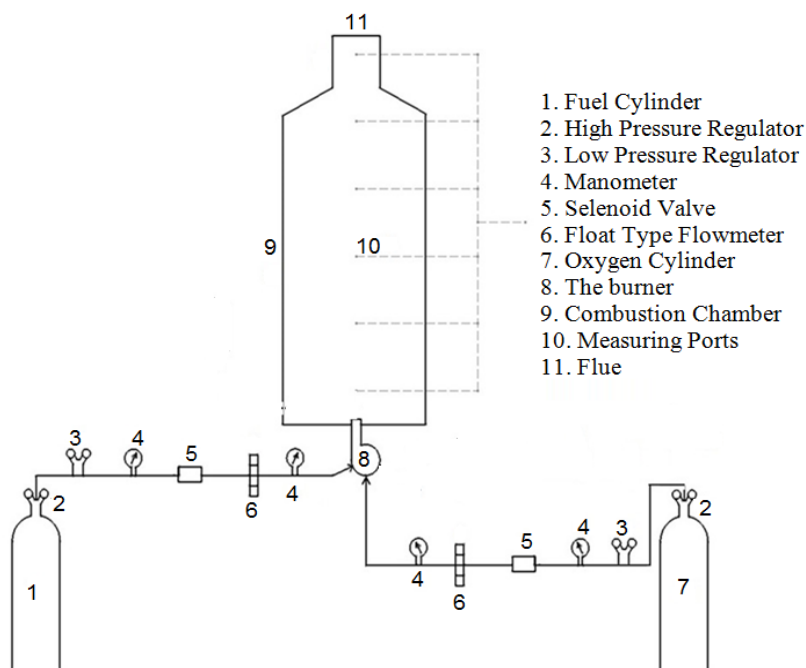 11
1. Fuel Cylinder
2. High Pressure Regulator
3. Low Pressure Regulator
4. Manometer
5. Selenoid Valve
6. Float Type Flowmeter
7. Oxygen Cylinder
8. The burner
9. Combustion Chamber
10. Measuring Ports
11. Flue
9
10
3
4
5
8
2
6
4
1
4
3
2
5
4
6
7